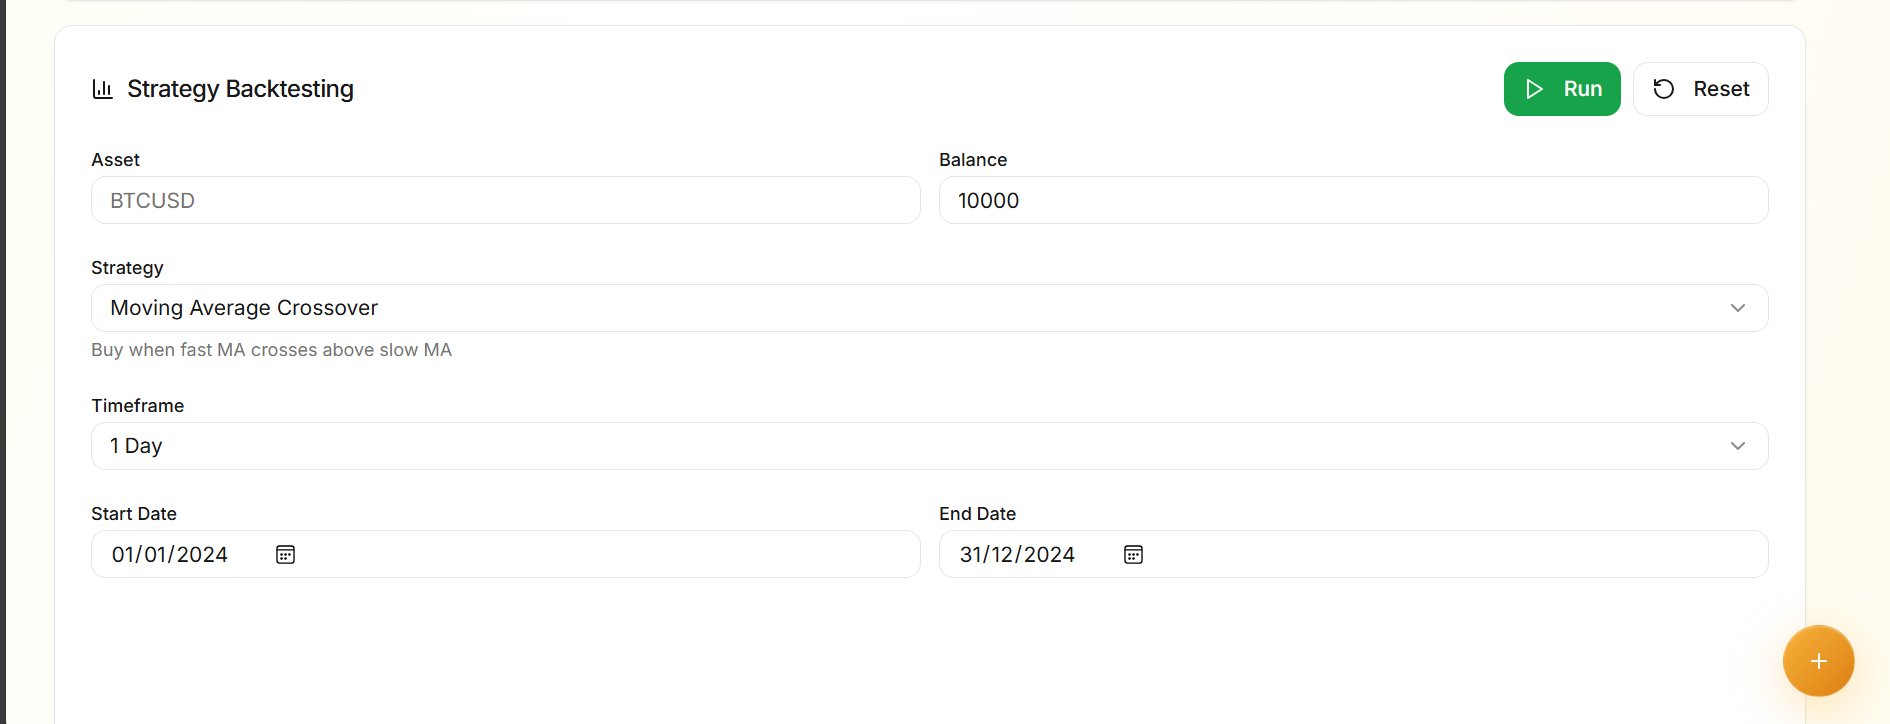 Strategy Backtesting
Run
Reset
Asset
Balance
BTCUSD
10000
Strategy
Moving Average Crossover
Buy when fast MA crosses above slow MA
Timeframe
1 Day
Start Date
End Date
01/01/2024
31/12/2024
+